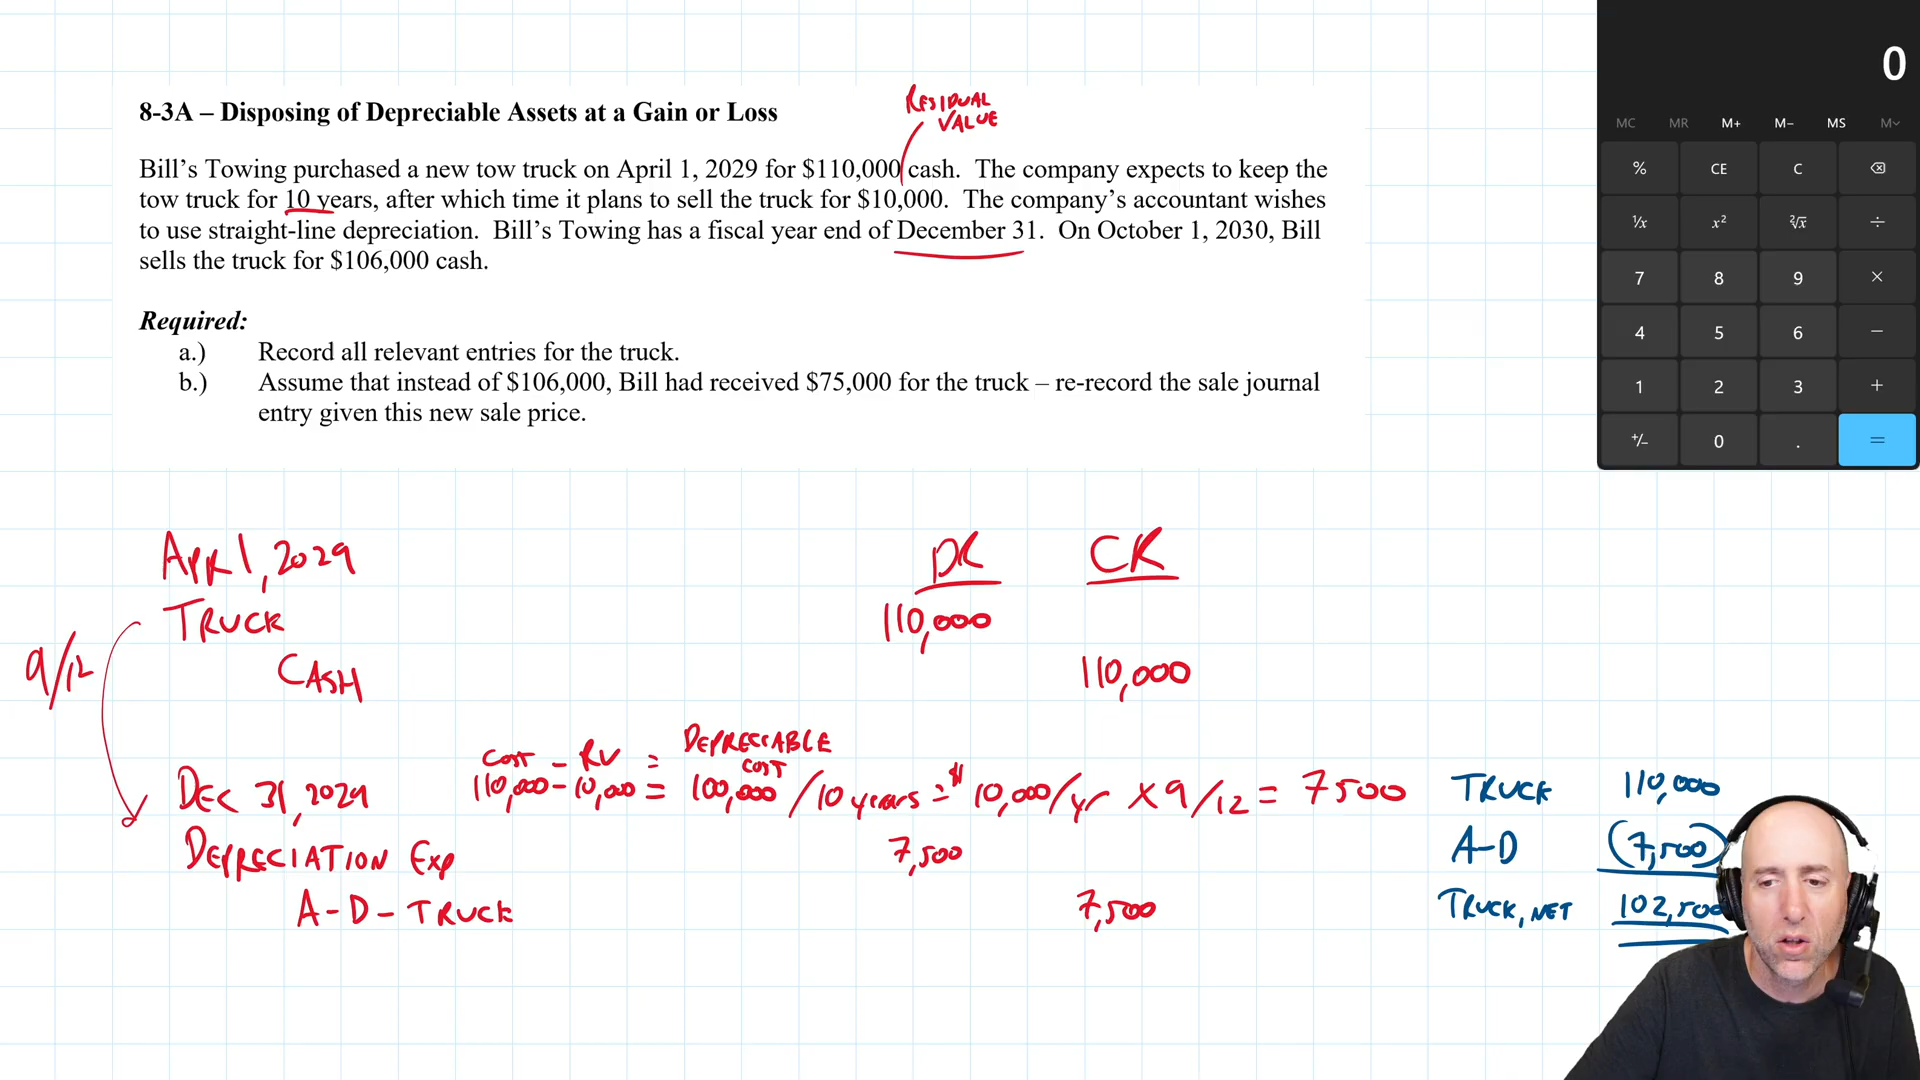 8-3A – Disposing of Depreciable Assets at a Gain or Loss
RESIDUAL
VALUE
Bill's Towing purchased a new tow truck on April 1, 2029 for $110,000 cash. The company expects to keep the
tow truck for 10 years, after which time it plans to sell the truck for $10,000. The company's accountant wishes
to use straight-line depreciation. Bill's Towing has a fiscal year end of December 31. On October 1, 2030, Bill
sells the truck for $106,000 cash.
Required:
a.) Record all relevant entries for the truck.
b.) Assume that instead of $106,000, Bill had received $75,000 for the truck – re-record the sale journal
entry given this new sale price.
0
MC MR M+ M− MS M˅
% CE C ⌫
¹/x x² ²√x ÷
7 8 9 ×
4 5 6 −
1 2 3 +
+/− 0 . =
APR 1, 2029 DR CR
TRUCK 110,000
9/12
CASH 110,000
COST - RV = DEPRECIABLE
COST
DEC 31, 2029 110,000 - 10,000 = 100,000 / 10 years = $10,000/yr X 9/12 = 7500
DEPRECIATION EXP 7,500
A-D-TRUCK 7,500
TRUCK 110,000
A-D (7,500)
TRUCK, NET 102,500